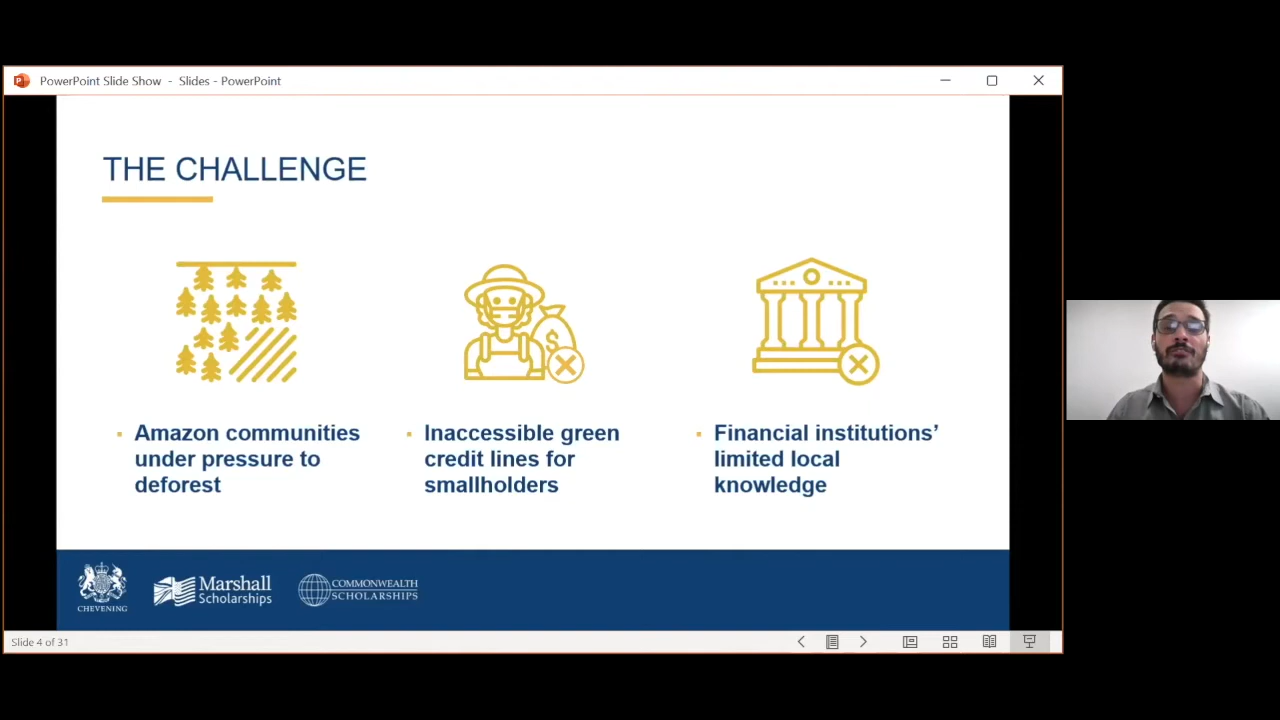 PowerPoint Slide Show - Slides - PowerPoint
THE CHALLENGE
$
▪ Amazon communities
under pressure to
deforest
▪ Inaccessible green
credit lines for
smallholders
▪ Financial institutions’
limited local
knowledge
CHEVENING
Marshall
Scholarships
COMMONWEALTH
SCHOLARSHIPS
Slide 4 of 31